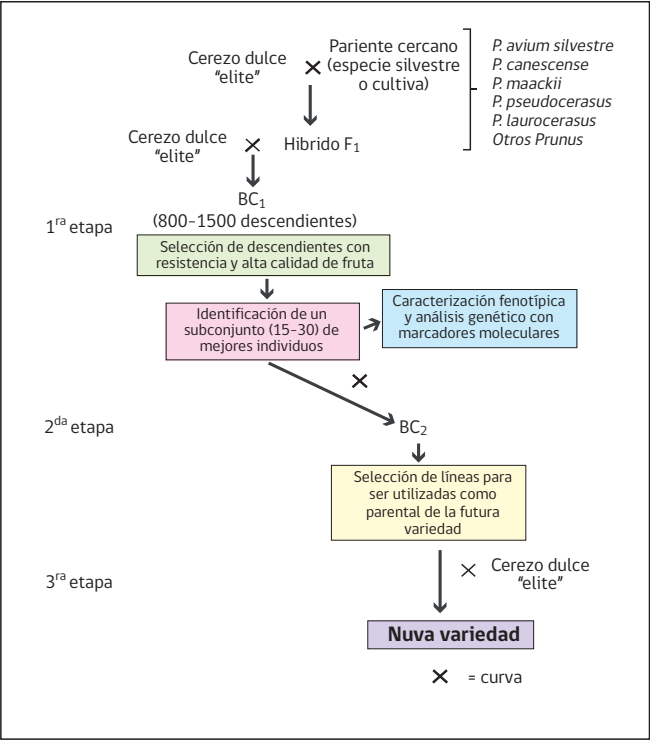 Cerezo dulce
"elite"
Pariente cercano
(especie silvestre
o cultiva)
P. avium silvestre
P. canescense
P. maackii
P. pseudocerasus
P. laurocerasus
Otros Prunus
Cerezo dulce
"elite"
Hibrido F₁
BC₁
1ʳᵃ etapa
(800-1500 descendientes)
Selección de descendientes con
resistencia y alta calidad de fruta
Identificación de un
subconjunto (15-30) de
mejores individuos
Caracterización fenotípica
y análisis genético con
marcadores moleculares
2ᵈᵃ etapa
BC₂
Selección de líneas para
ser utilizadas como
parental de la futura
variedad
3ʳᵃ etapa
Cerezo dulce
"elite"
Nuva variedad
= curva